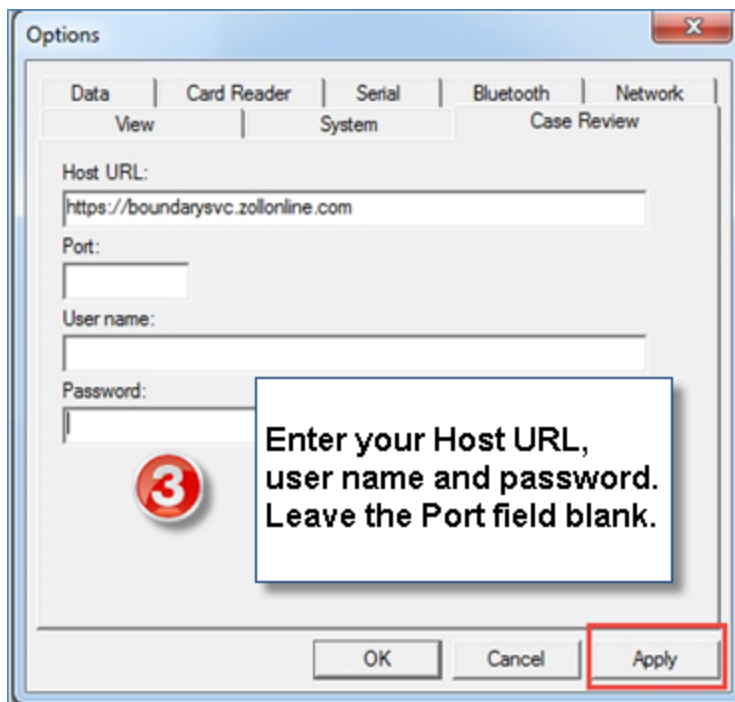 Options
Data
Card Reader
Serial
Bluetooth
Network
View
System
Case Review
Host URL:
https://boundarysvc.zollonline.com
Port:
User name:
Password:
3
Enter your Host URL,
user name and password.
Leave the Port field blank.
OK
Cancel
Apply